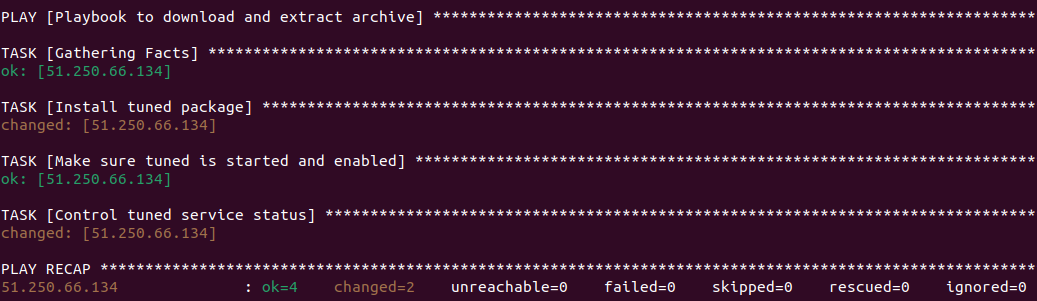 PLAY [Playbook to download and extract archive] *******************************************************************
TASK [Gathering Facts] ********************************************************************************************
ok: [51.250.66.134]
TASK [Install tuned package] **************************************************************************************
changed: [51.250.66.134]
TASK [Make sure tuned is started and enabled] *********************************************************************
ok: [51.250.66.134]
TASK [Control tuned service status] *******************************************************************************
changed: [51.250.66.134]
PLAY RECAP ********************************************************************************************************
51.250.66.134 : ok=4 changed=2 unreachable=0 failed=0 skipped=0 rescued=0 ignored=0